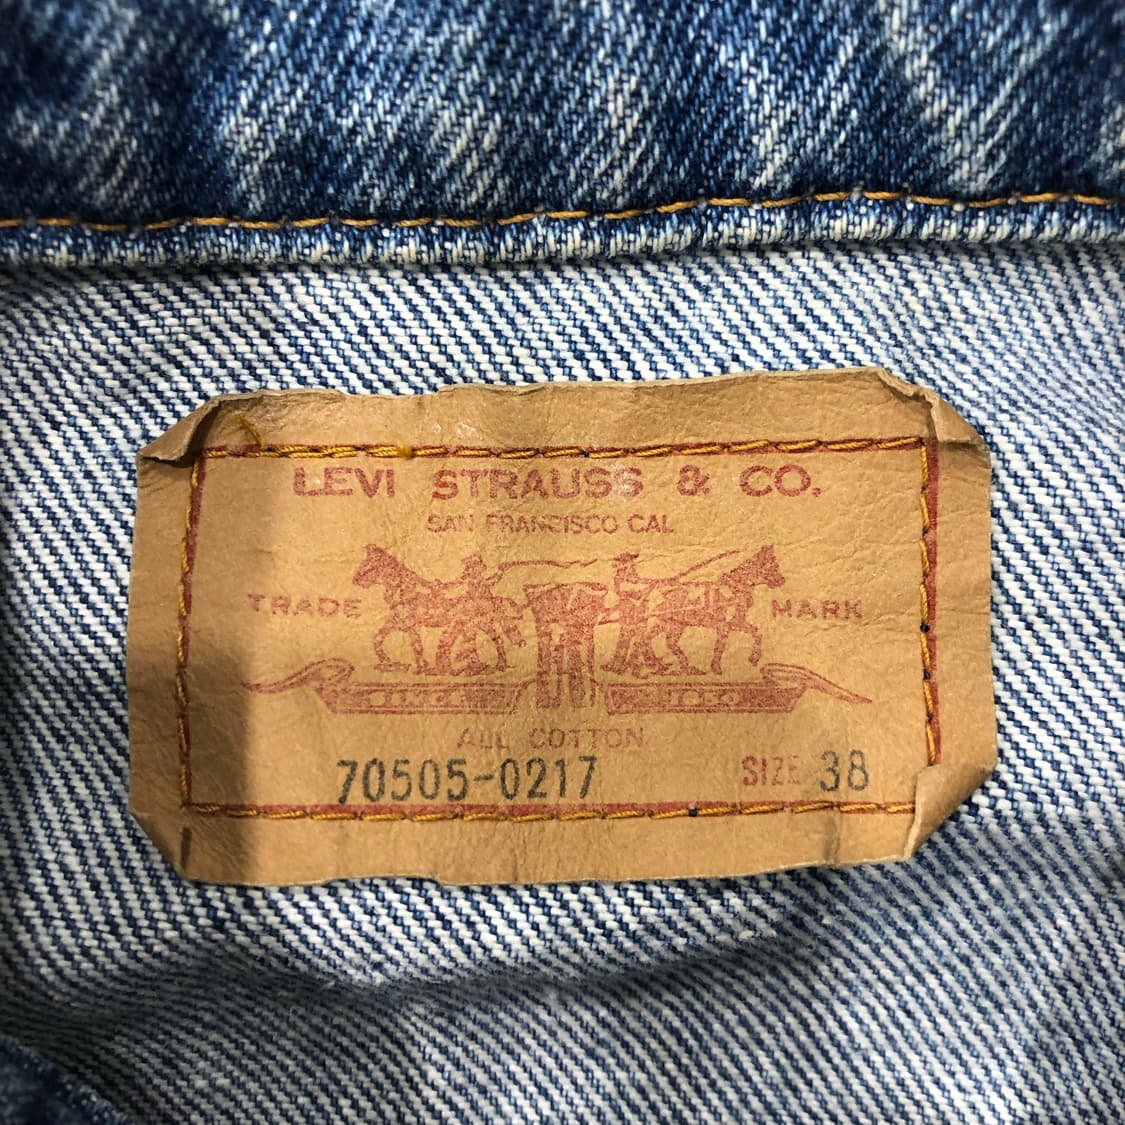 LEVI STRAUSS & CO.
SAN FRANCISCO CAL
TRADE MARK
ALL COTTON
70505-0217 SIZE 38